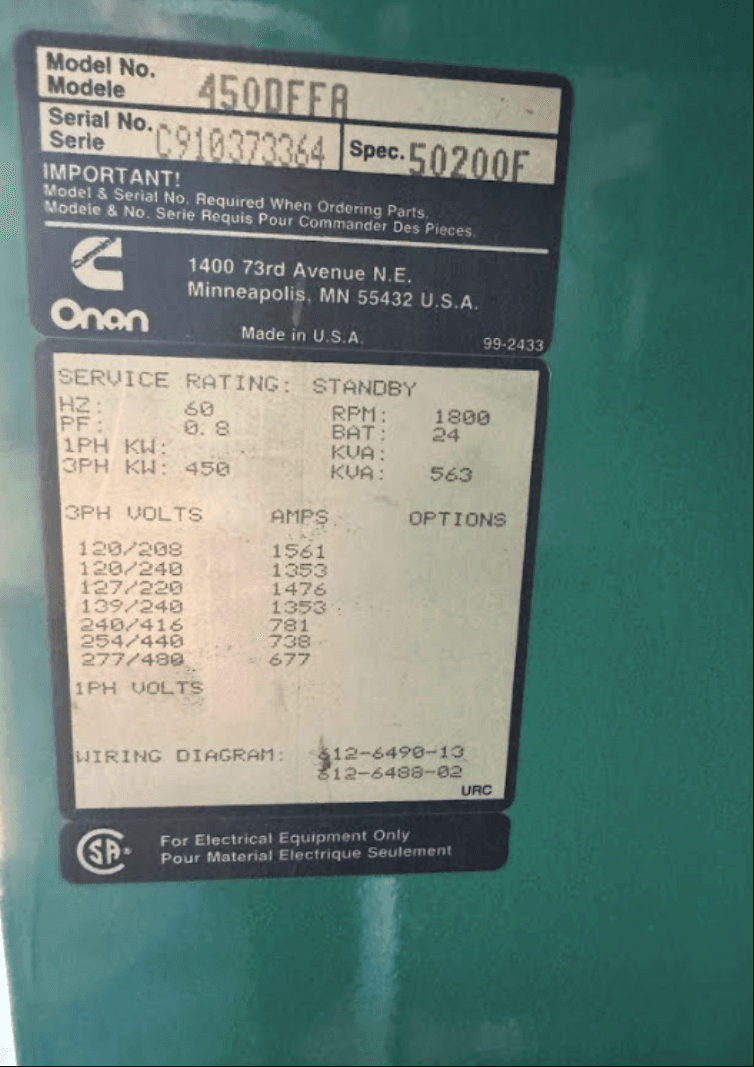 Model No.
Modele 450DFFA
Serial No.
Serie C910373364 Spec. 50200F
IMPORTANT!
Model & Serial No. Required When Ordering Parts.
Modele & No. Serie Requis Pour Commander Des Pieces.
Cummins
Onan
1400 73rd Avenue N.E.
Minneapolis, MN 55432 U.S.A.
Made in U.S.A. 99-2433
SERVICE RATING: STANDBY
HZ: 60 RPM: 1800
PF: 0.8 BAT: 24
1PH KW: KVA:
3PH KW: 450 KVA: 563
3PH VOLTS AMPS OPTIONS
120/208 1561
120/240 1353
127/220 1476
139/240 1353
240/416 781
254/440 738
277/480 677
1PH VOLTS
WIRING DIAGRAM: 612-6490-13
612-6488-02
URC
SA
For Electrical Equipment Only
Pour Material Electrique Seulement